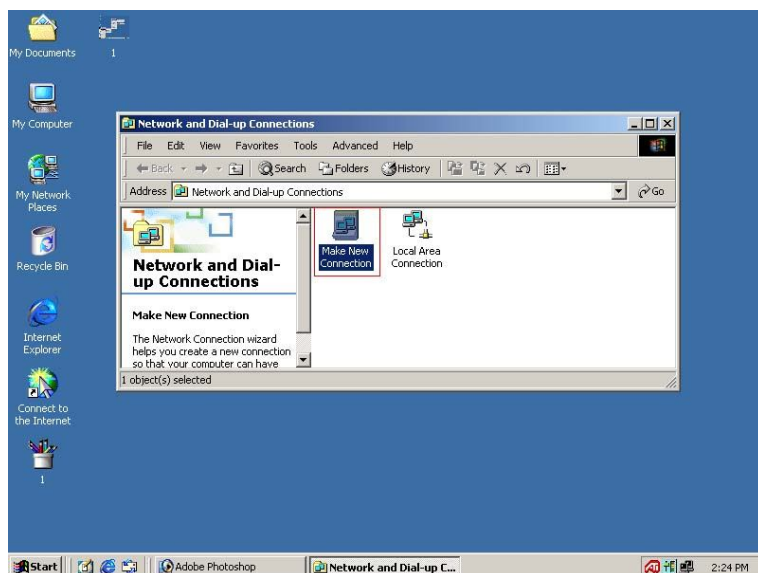 My Documents
1
My Computer
My Network
Places
Recycle Bin
Internet
Explorer
Connect to
the Internet
1
Network and Dial-up Connections
File Edit View Favorites Tools Advanced Help
Back Search Folders History
Address Network and Dial-up Connections Go
Network and Dial-
up Connections
Make New Connection
The Network Connection wizard
helps you create a new connection
so that your computer can have
Make New
Connection
Local Area
Connection
1 object(s) selected
Start Adobe Photoshop Network and Dial-up C... 2:24 PM